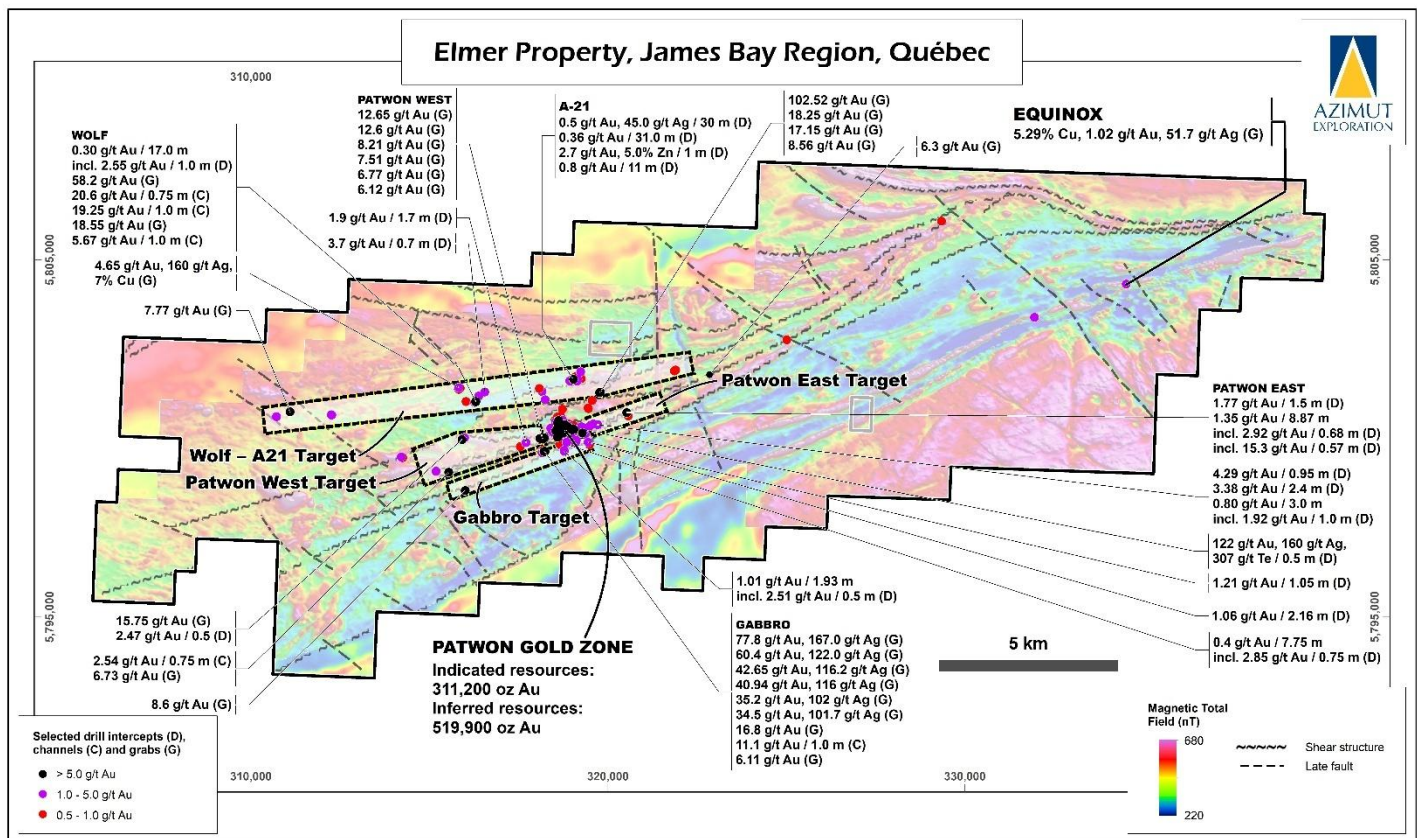 Elmer Property, James Bay Region, Québec
AZIMUT
EXPLORATION
310,000
WOLF
0.30 g/t Au / 17.0 m
incl. 2.55 g/t Au / 1.0 m (D)
58.2 g/t Au (G)
20.6 g/t Au / 0.75 m (C)
19.25 g/t Au / 1.0 m (C)
18.55 g/t Au (G)
5.67 g/t Au / 1.0 m (C)
4.65 g/t Au, 160 g/t Ag,
7% Cu (G)
7.77 g/t Au (G)
PATWON WEST
12.65 g/t Au (G)
12.6 g/t Au (G)
8.21 g/t Au (G)
7.51 g/t Au (G)
6.77 g/t Au (G)
6.12 g/t Au (G)
1.9 g/t Au / 1.7 m (D)
3.7 g/t Au / 0.7 m (D)
A-21
0.5 g/t Au, 45.0 g/t Ag / 30 m (D)
0.36 g/t Au / 31.0 m (D)
2.7 g/t Au, 5.0% Zn / 1 m (D)
0.8 g/t Au / 11 m (D)
102.52 g/t Au (G)
18.25 g/t Au (G)
17.15 g/t Au (G)
8.56 g/t Au (G)
6.3 g/t Au (G)
EQUINOX
5.29% Cu, 1.02 g/t Au, 51.7 g/t Ag (G)
5,805,000
5,805,000
Patwon East Target
Wolf – A21 Target
Patwon West Target
Gabbro Target
PATWON EAST
1.77 g/t Au / 1.5 m (D)
1.35 g/t Au / 8.87 m
incl. 2.92 g/t Au / 0.68 m (D)
incl. 15.3 g/t Au / 0.57 m (D)
4.29 g/t Au / 0.95 m (D)
3.38 g/t Au / 2.4 m (D)
0.80 g/t Au / 3.0 m
incl. 1.92 g/t Au / 1.0 m (D)
122 g/t Au, 160 g/t Ag,
307 g/t Te / 0.5 m (D)
1.21 g/t Au / 1.05 m (D)
1.06 g/t Au / 2.16 m (D)
0.4 g/t Au / 7.75 m
incl. 2.85 g/t Au / 0.75 m (D)
5,795,000
5,795,000
15.75 g/t Au (G)
2.47 g/t Au / 0.5 (D)
2.54 g/t Au / 0.75 m (C)
6.73 g/t Au (G)
8.6 g/t Au (G)
PATWON GOLD ZONE
Indicated resources:
311,200 oz Au
Inferred resources:
519,900 oz Au
1.01 g/t Au / 1.93 m
incl. 2.51 g/t Au / 0.5 m (D)
GABBRO
77.8 g/t Au, 167.0 g/t Ag (G)
60.4 g/t Au, 122.0 g/t Ag (G)
42.65 g/t Au, 116.2 g/t Ag (G)
40.94 g/t Au, 116 g/t Ag (G)
35.2 g/t Au, 102 g/t Ag (G)
34.5 g/t Au, 101.7 g/t Ag (G)
16.8 g/t Au (G)
11.1 g/t Au / 1.0 m (C)
6.11 g/t Au (G)
5 km
Selected drill intercepts (D),
channels (C) and grabs (G)
> 5.0 g/t Au
1.0 - 5.0 g/t Au
0.5 - 1.0 g/t Au
310,000
320,000
330,000
Magnetic Total
Field (nT)
680
220
Shear structure
Late fault